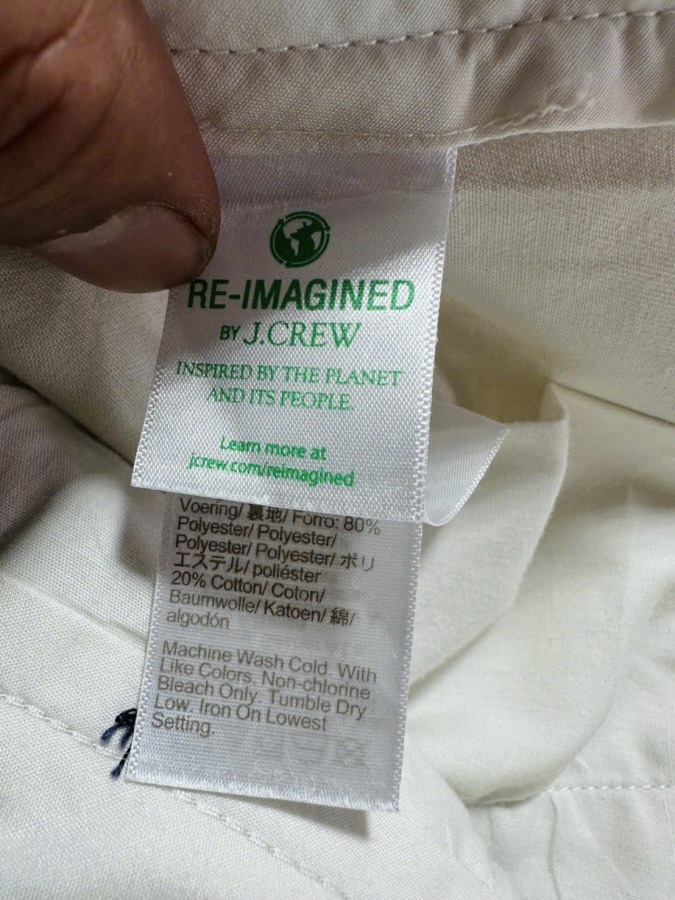 RE-IMAGINED
BY J.CREW
INSPIRED BY THE PLANET
AND ITS PEOPLE.
Learn more at
jcrew.com/reimagined
Voering/ 裏地/ Forro: 80%
Polyester/ Polyester/
Polyester/ Polyester/ ポリ
エステル/ poliéster
20% Cotton/ Coton/
Baumwolle/ Katoen/ 綿/
algodón
Machine Wash Cold. With
Like Colors. Non-chlorine
Bleach Only. Tumble Dry
Low. Iron On Lowest
Setting.